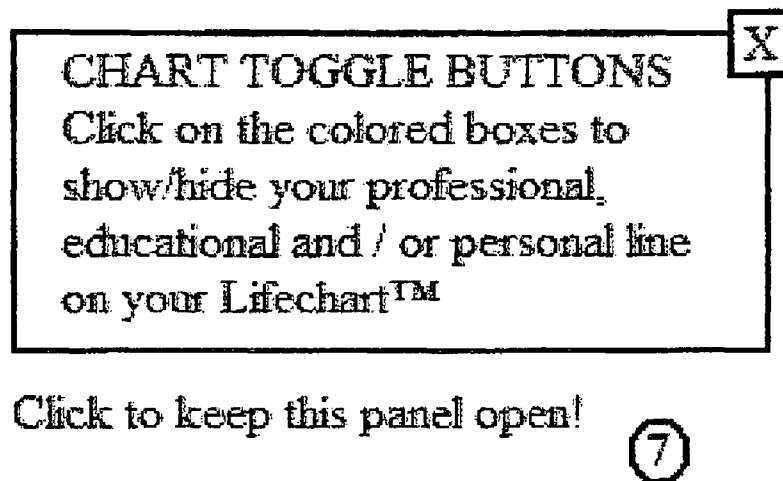 X
CHART TOGGLE BUTTONS
Click on the colored boxes to
show/hide your professional,
educational and / or personal line
on your Lifechart™
Click to keep this panel open!
7